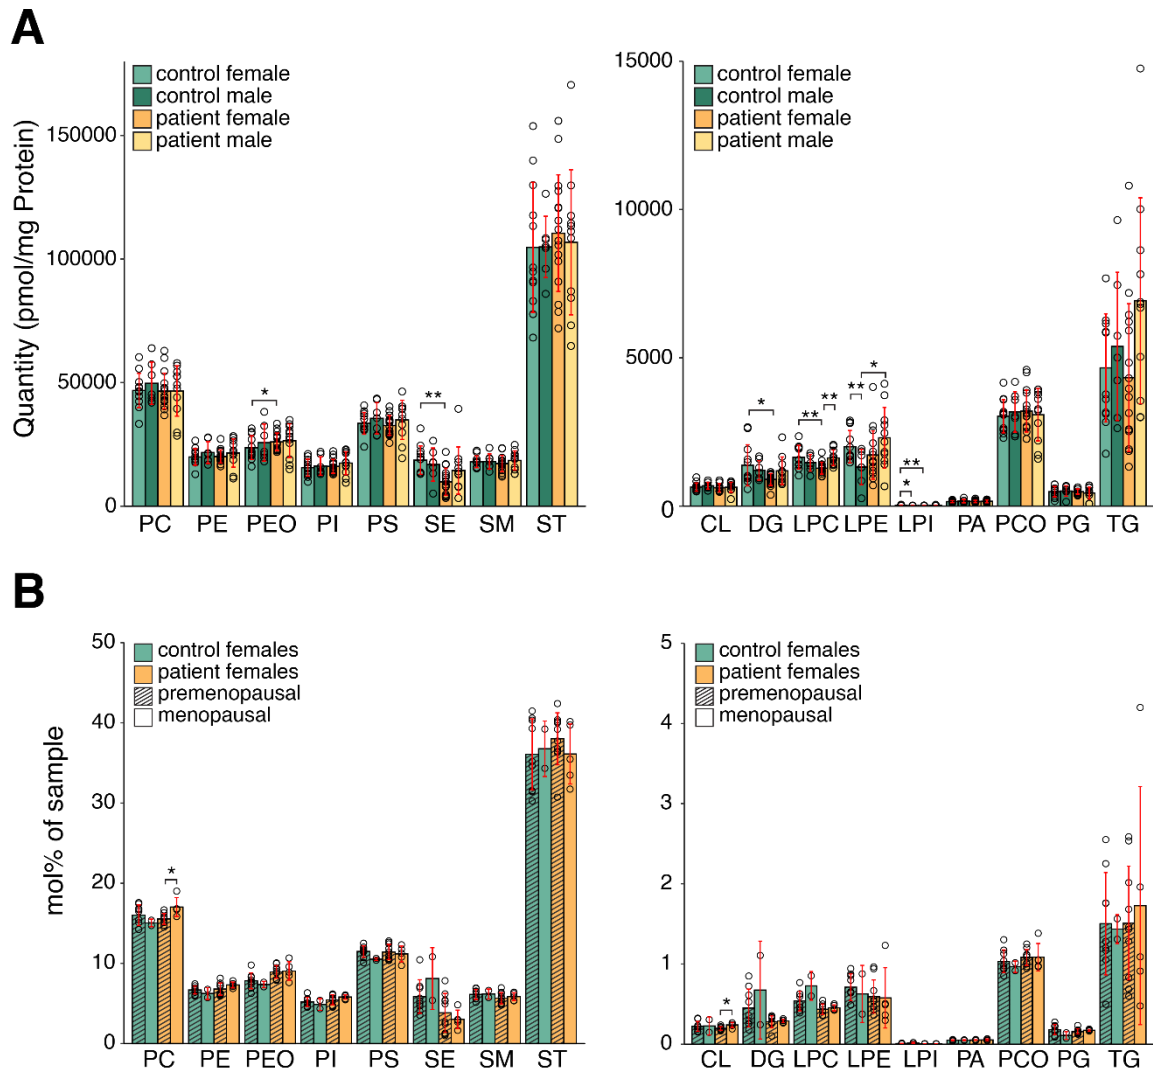 A
Quantity (pmol/mg Protein)
150000
100000
50000
0
control female
control male
patient female
patient male
*
**
PC PE PEO PI PS SE SM ST
15000
10000
5000
0
control female
control male
patient female
patient male
*
** **
** *
**
*
CL DG LPC LPE LPI PA PCO PG TG
B
mol% of sample
50
40
30
20
10
0
control females
patient females
premenopausal
menopausal
*
PC PE PEO PI PS SE SM ST
5
4
3
2
1
0
control females
patient females
premenopausal
menopausal
*
CL DG LPC LPE LPI PA PCO PG TG